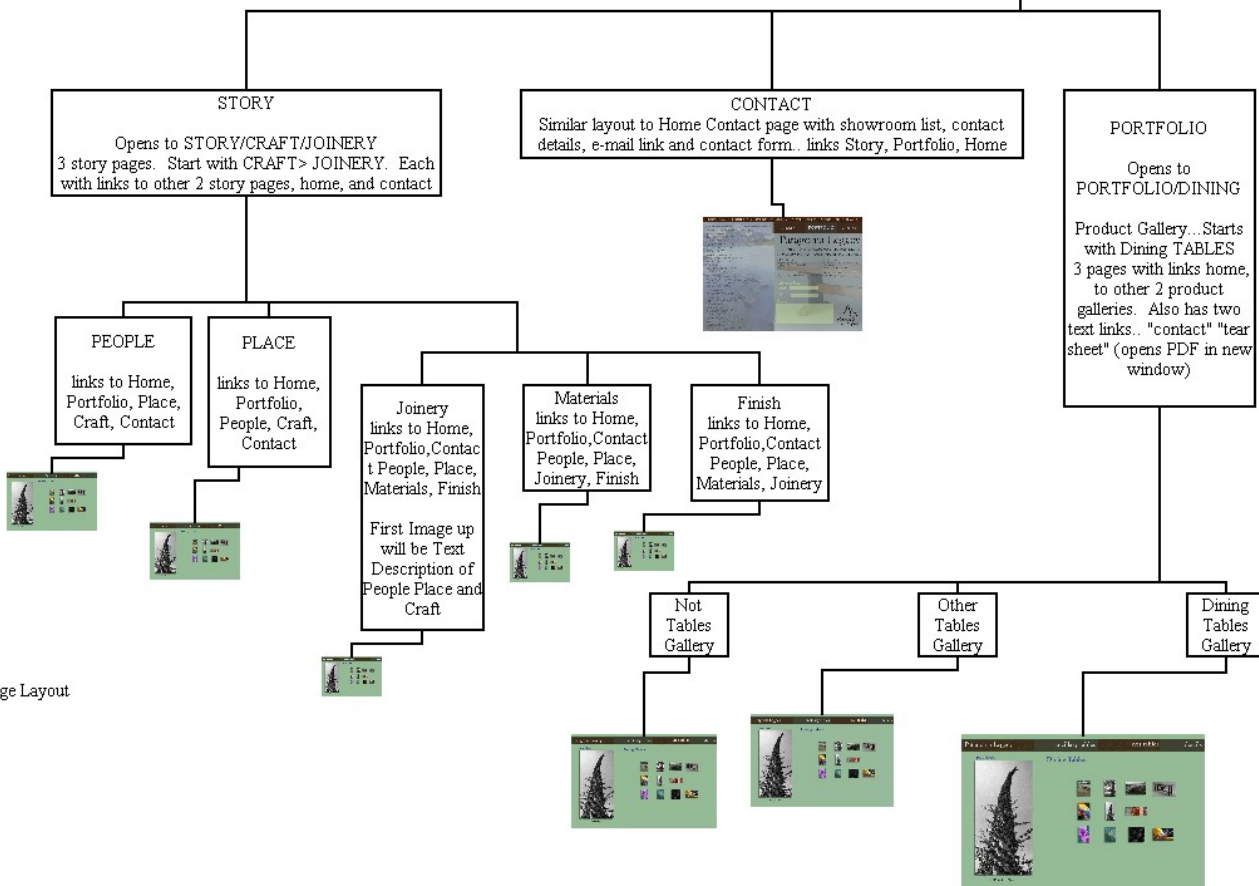 STORY
Opens to STORY/CRAFT/JOINERY
3 story pages.  Start with CRAFT> JOINERY.  Each
with links to other 2 story pages, home, and contact
CONTACT
Similar layout to Home Contact page with showroom list, contact
details, e-mail link and contact form.. links Story, Portfolio, Home
PORTFOLIO
Opens to
PORTFOLIO/DINING
Product Gallery...Starts
with Dining TABLES
3 pages with links home,
to other 2 product
galleries.  Also has two
text links.. "contact" "tear
sheet" (opens PDF in new
window)
PORTFOLIO
PEOPLE
links to Home,
Portfolio, Place,
Craft, Contact
PLACE
links to Home,
Portfolio,
People, Craft,
Contact
Joinery
links to Home,
Portfolio,Contac
t People, Place,
Materials, Finish
First Image up
will be Text
Description of
People Place and
Craft
Materials
links to Home,
Portfolio,Contact
People, Place,
Joinery, Finish
Finish
links to Home,
Portfolio,Contact
People, Place,
Materials, Joinery
Not
Tables
Gallery
Other
Tables
Gallery
Dining
Tables
Gallery
ge Layout
Dining Tables